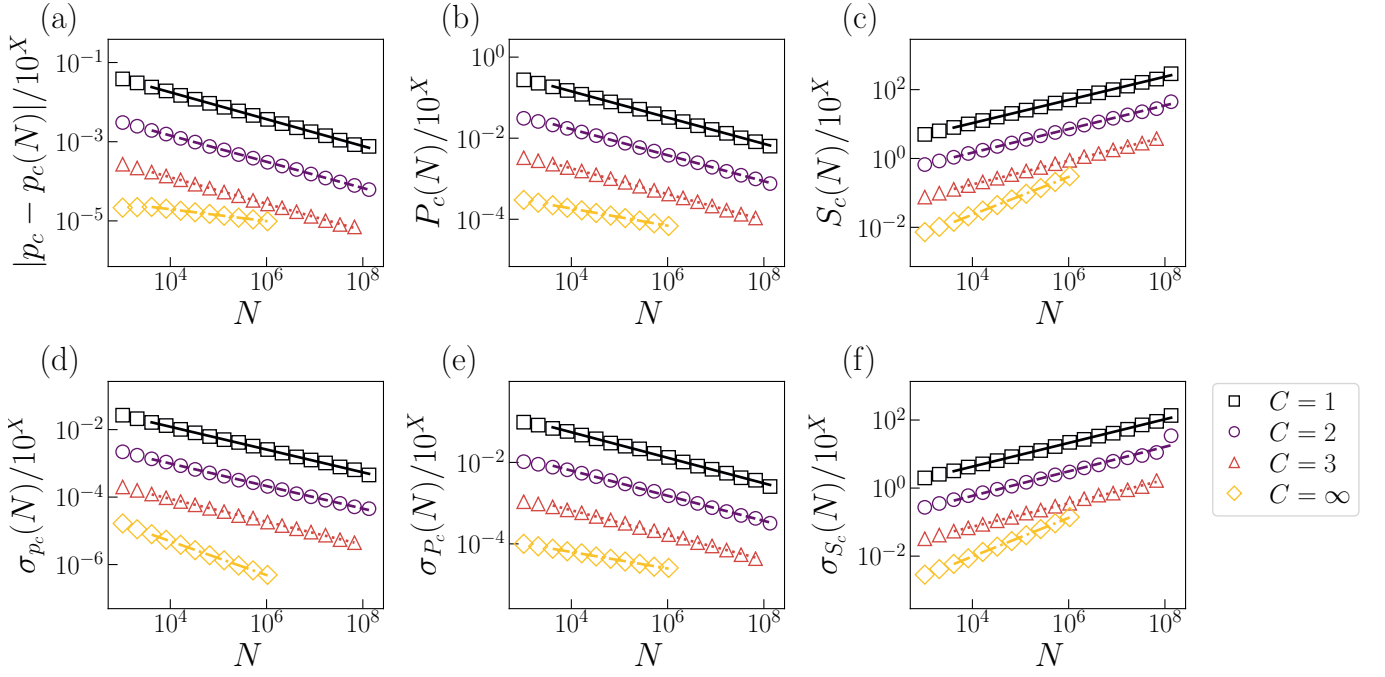 (a)
|p_c − p_c(N)|/10^X
10^{-1}
10^{-3}
10^{-5}
10^4
10^6
10^8
N
(b)
P_c(N)/10^X
10^0
10^{-2}
10^{-4}
10^4
10^6
10^8
N
(c)
S_c(N)/10^X
10^2
10^0
10^{-2}
10^4
10^6
10^8
N
(d)
σ_{p_c}(N)/10^X
10^{-2}
10^{-4}
10^{-6}
10^4
10^6
10^8
N
(e)
σ_{P_c}(N)/10^X
10^{-2}
10^{-4}
10^4
10^6
10^8
N
(f)
σ_{S_c}(N)/10^X
10^2
10^0
10^{-2}
10^4
10^6
10^8
N
C = 1
C = 2
C = 3
C = ∞